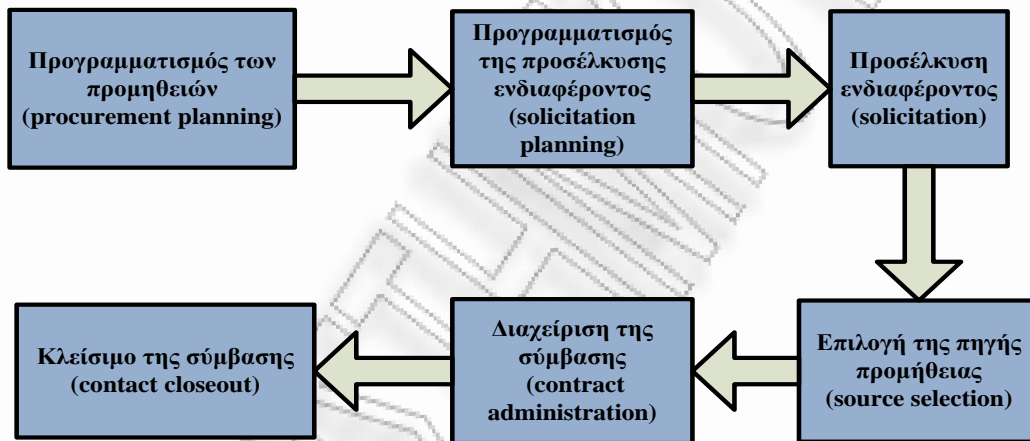 Προγραμματισμός των
προμηθειών
(procurement planning)
Προγραμματισμός
της προσέλκυσης
ενδιαφέροντος
(solicitation
planning)
Προσέλκυση
ενδιαφέροντος
(solicitation)
Επιλογή της πηγής
προμήθειας
(source selection)
Διαχείριση της
σύμβασης
(contract
administration)
Κλείσιμο της σύμβασης
(contact closeout)